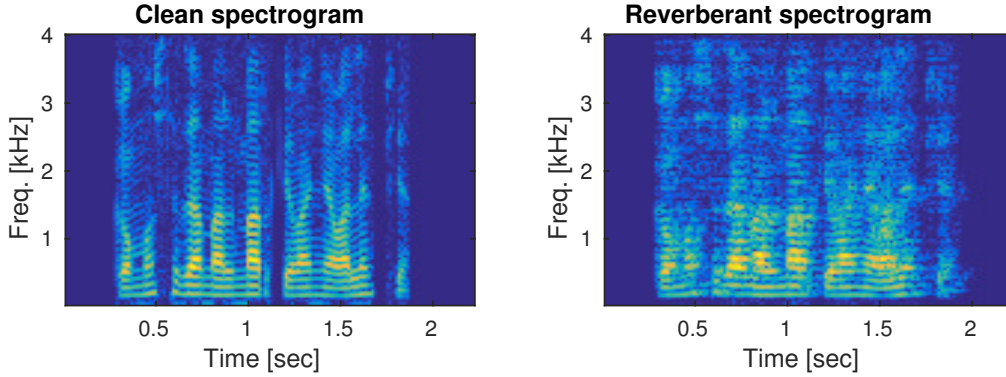 Clean spectrogram
4
3
2
1
Freq. [kHz]
0.5 1 1.5 2
Time [sec]
Reverberant spectrogram
4
3
2
1
Freq. [kHz]
0.5 1 1.5 2
Time [sec]